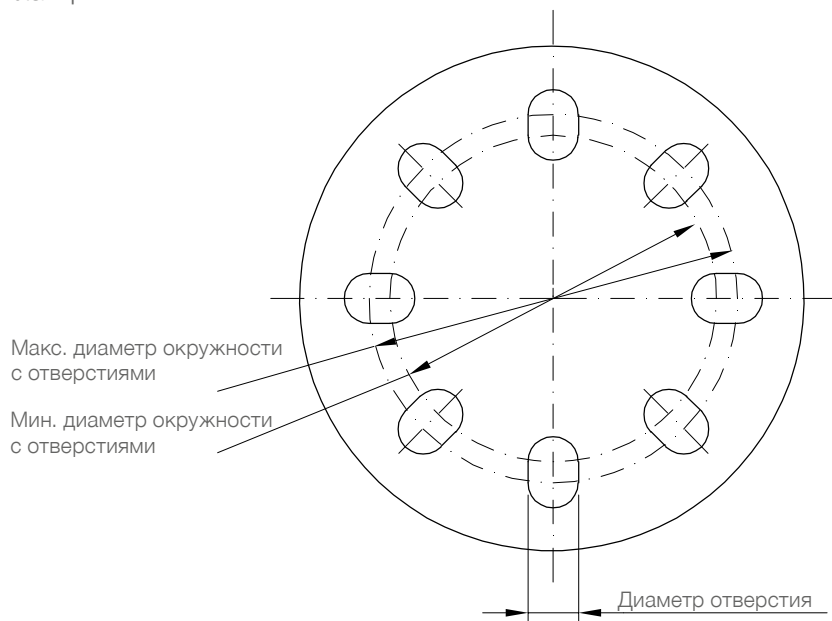 Макс. диаметр окружности
с отверстиями
Мин. диаметр окружности
с отверстиями
Диаметр отверстия